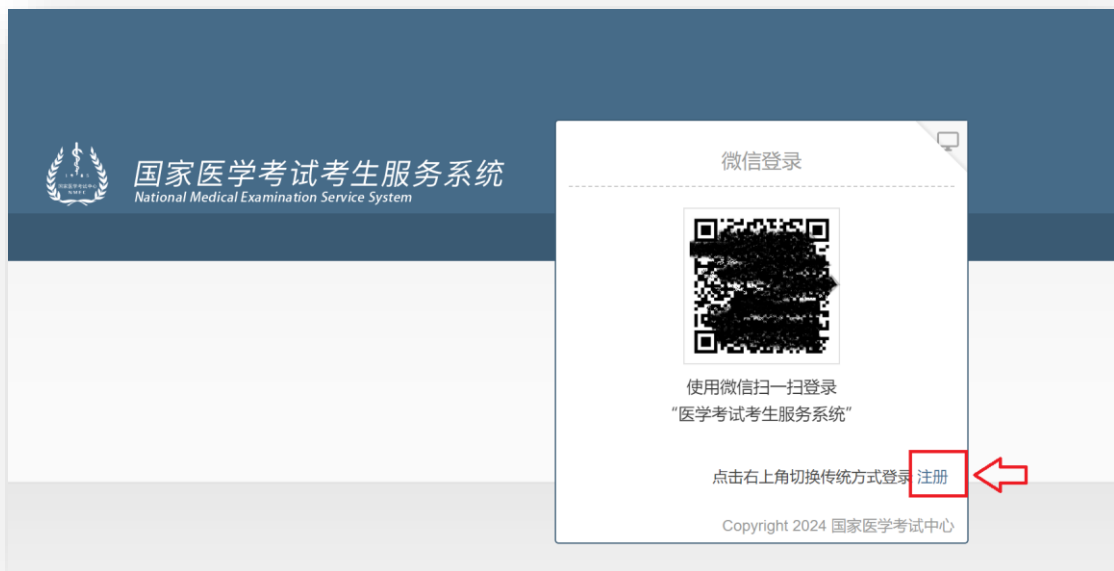 国家医学考试考生服务系统
National Medical Examination Service System
微信登录
使用微信扫一扫登录
“医学考试考生服务系统”
点击右上角切换传统方式登录 注册
Copyright 2024 国家医学考试中心